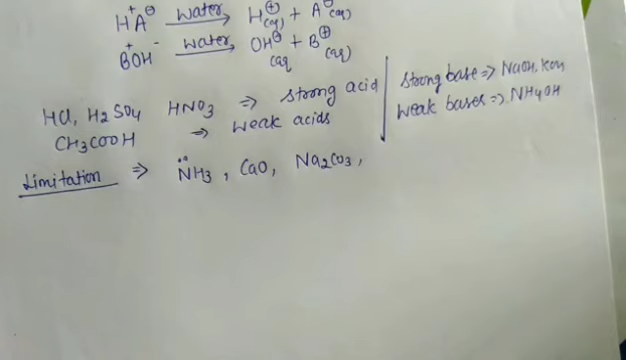 H⁺A⊖ water → H⊕(aq) + A⊖(aq)
B⁺OH⁻ water → OH⊖(aq + B⊕(aq)
HCl, H2SO4 HNO3 ⇒ strong acid
CH3COOH → weak acids
strong base ⇒ NaOH, KOH
weak bases ⇒ NH4OH
Limitation ⇒ N̈H3, CaO, Na2CO3,